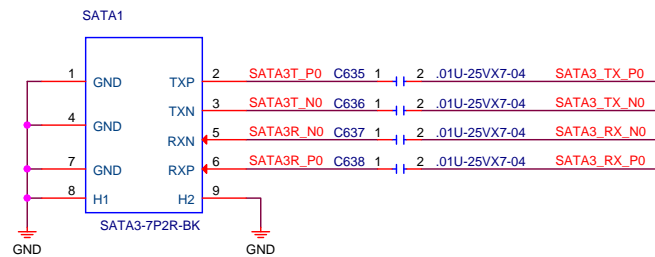 SATA1
1 GND TXP 2 SATA3T_P0 C635 1 2 .01U-25VX7-04 SATA3_TX_P0
TXN 3 SATA3T_N0 C636 1 2 .01U-25VX7-04 SATA3_TX_N0
4 GND
RXN 5 SATA3R_N0 C637 1 2 .01U-25VX7-04 SATA3_RX_N0
7 GND RXP 6 SATA3R_P0 C638 1 2 .01U-25VX7-04 SATA3_RX_P0
8 H1 H2 9
SATA3-7P2R-BK
GND GND